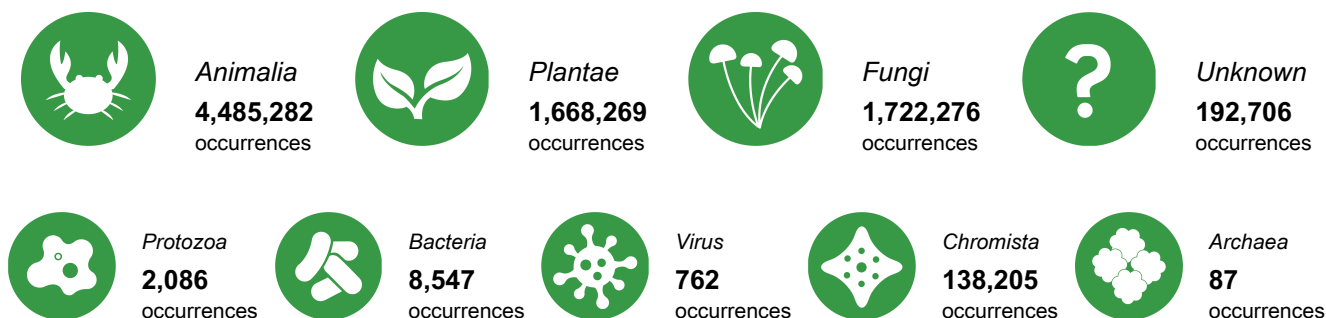 Animalia
4,485,282
occurrences
Plantae
1,668,269
occurrences
Fungi
1,722,276
occurrences
?
Unknown
192,706
occurrences
Protozoa
2,086
occurrences
Bacteria
8,547
occurrences
Virus
762
occurrences
Chromista
138,205
occurrences
Archaea
87
occurrences